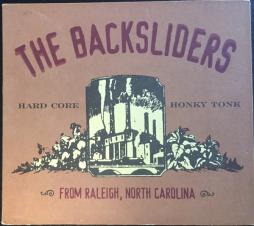 THE BACKSLIDERS
HARD CORE HONKY TONK
FROM RALEIGH, NORTH CAROLINA